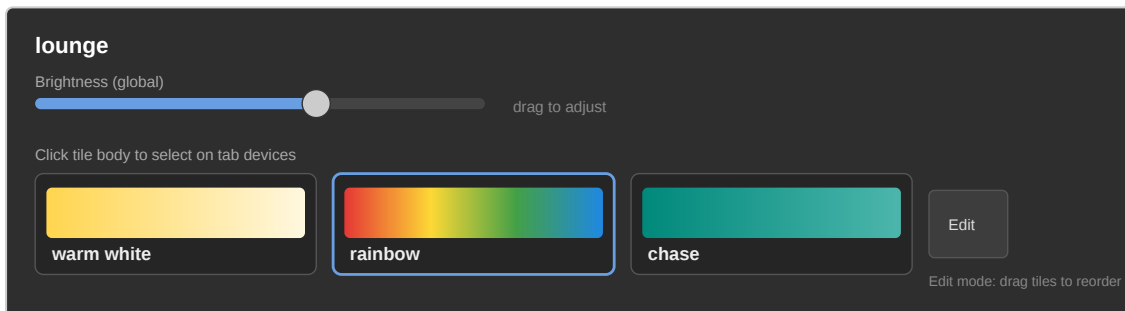 lounge
Brightness (global)
drag to adjust
Click tile body to select on tab devices
warm white
rainbow
chase
Edit
Edit mode: drag tiles to reorder